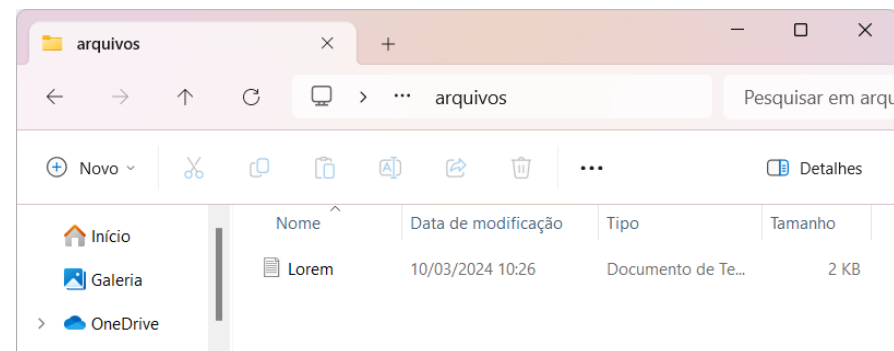 arquivos
arquivos
Pesquisar em arqu
Novo
Detalhes
Início
Galeria
OneDrive
Nome Data de modificação Tipo Tamanho
Lorem 10/03/2024 10:26 Documento de Te... 2 KB